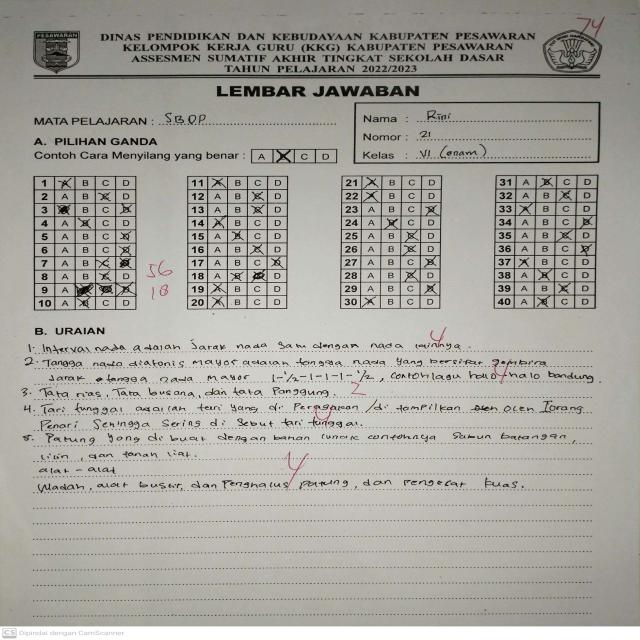 74
PESAWARAN
DINAS PENDIDIKAN DAN KEBUDAYAAN KABUPATEN PESAWARAN
KELOMPOK KERJA GURU (KKG) KABUPATEN PESAWARAN
ASSESMEN SUMATIF AKHIR TINGKAT SEKOLAH DASAR
TAHUN PELAJARAN 2022/2023
LEMBAR JAWABAN
MATA PELAJARAN : SBDP
Nama : Rini
Nomor : 21
Kelas : VI (enam)
A. PILIHAN GANDA
Contoh Cara Menyilang yang benar : A B C D
1 A B C D 11 A B C D 21 A B C D 31 A B C D
2 A B C D 12 A B C D 22 A B C D 32 A B C D
3 A B C D 13 A B C D 23 A B C D 33 A B C D
4 A B C D 14 A B C D 24 A B C D 34 A B C D
5 A B C D 15 A B C D 25 A B C D 35 A B C D
6 A B C D 16 A B C D 26 A B C D 36 A B C D
7 A B C D 17 A B C D 27 A B C D 37 A B C D
8 A B C D 18 A B C D 28 A B C D 38 A B C D
9 A B C D 19 A B C D 29 A B C D 39 A B C D
10 A B C D 20 A B C D 30 A B C D 40 A B C D
56
18
B. URAIAN
1. Interval nada adalah Jarak nada satu dengan nada lainnya. 4
2. Tangga nada diatonis mayor adalah tangga nada yang bersifat gembira
Jarak tangga nada mayor 1-1/2-1-1-1-1/2, contoh lagu halo-halo bandung. 4
3. Tata rias, Tata busana, dan tata Panggung. 2
4. Tari tunggal adalah tari yang di Peragakan /di tampilkan oleh 1 orang
Penari Sehingga Sering di Sebut tari tunggal.
5. Patung yang di buat dengan bahan lunak contohnya Sabun batangan,
lilin, dan tanah liat.
alat-alat 4
Wadah, alat butsir, dan Penghalus patung, dan pengerat kuas.
CS Dipindai dengan CamScanner